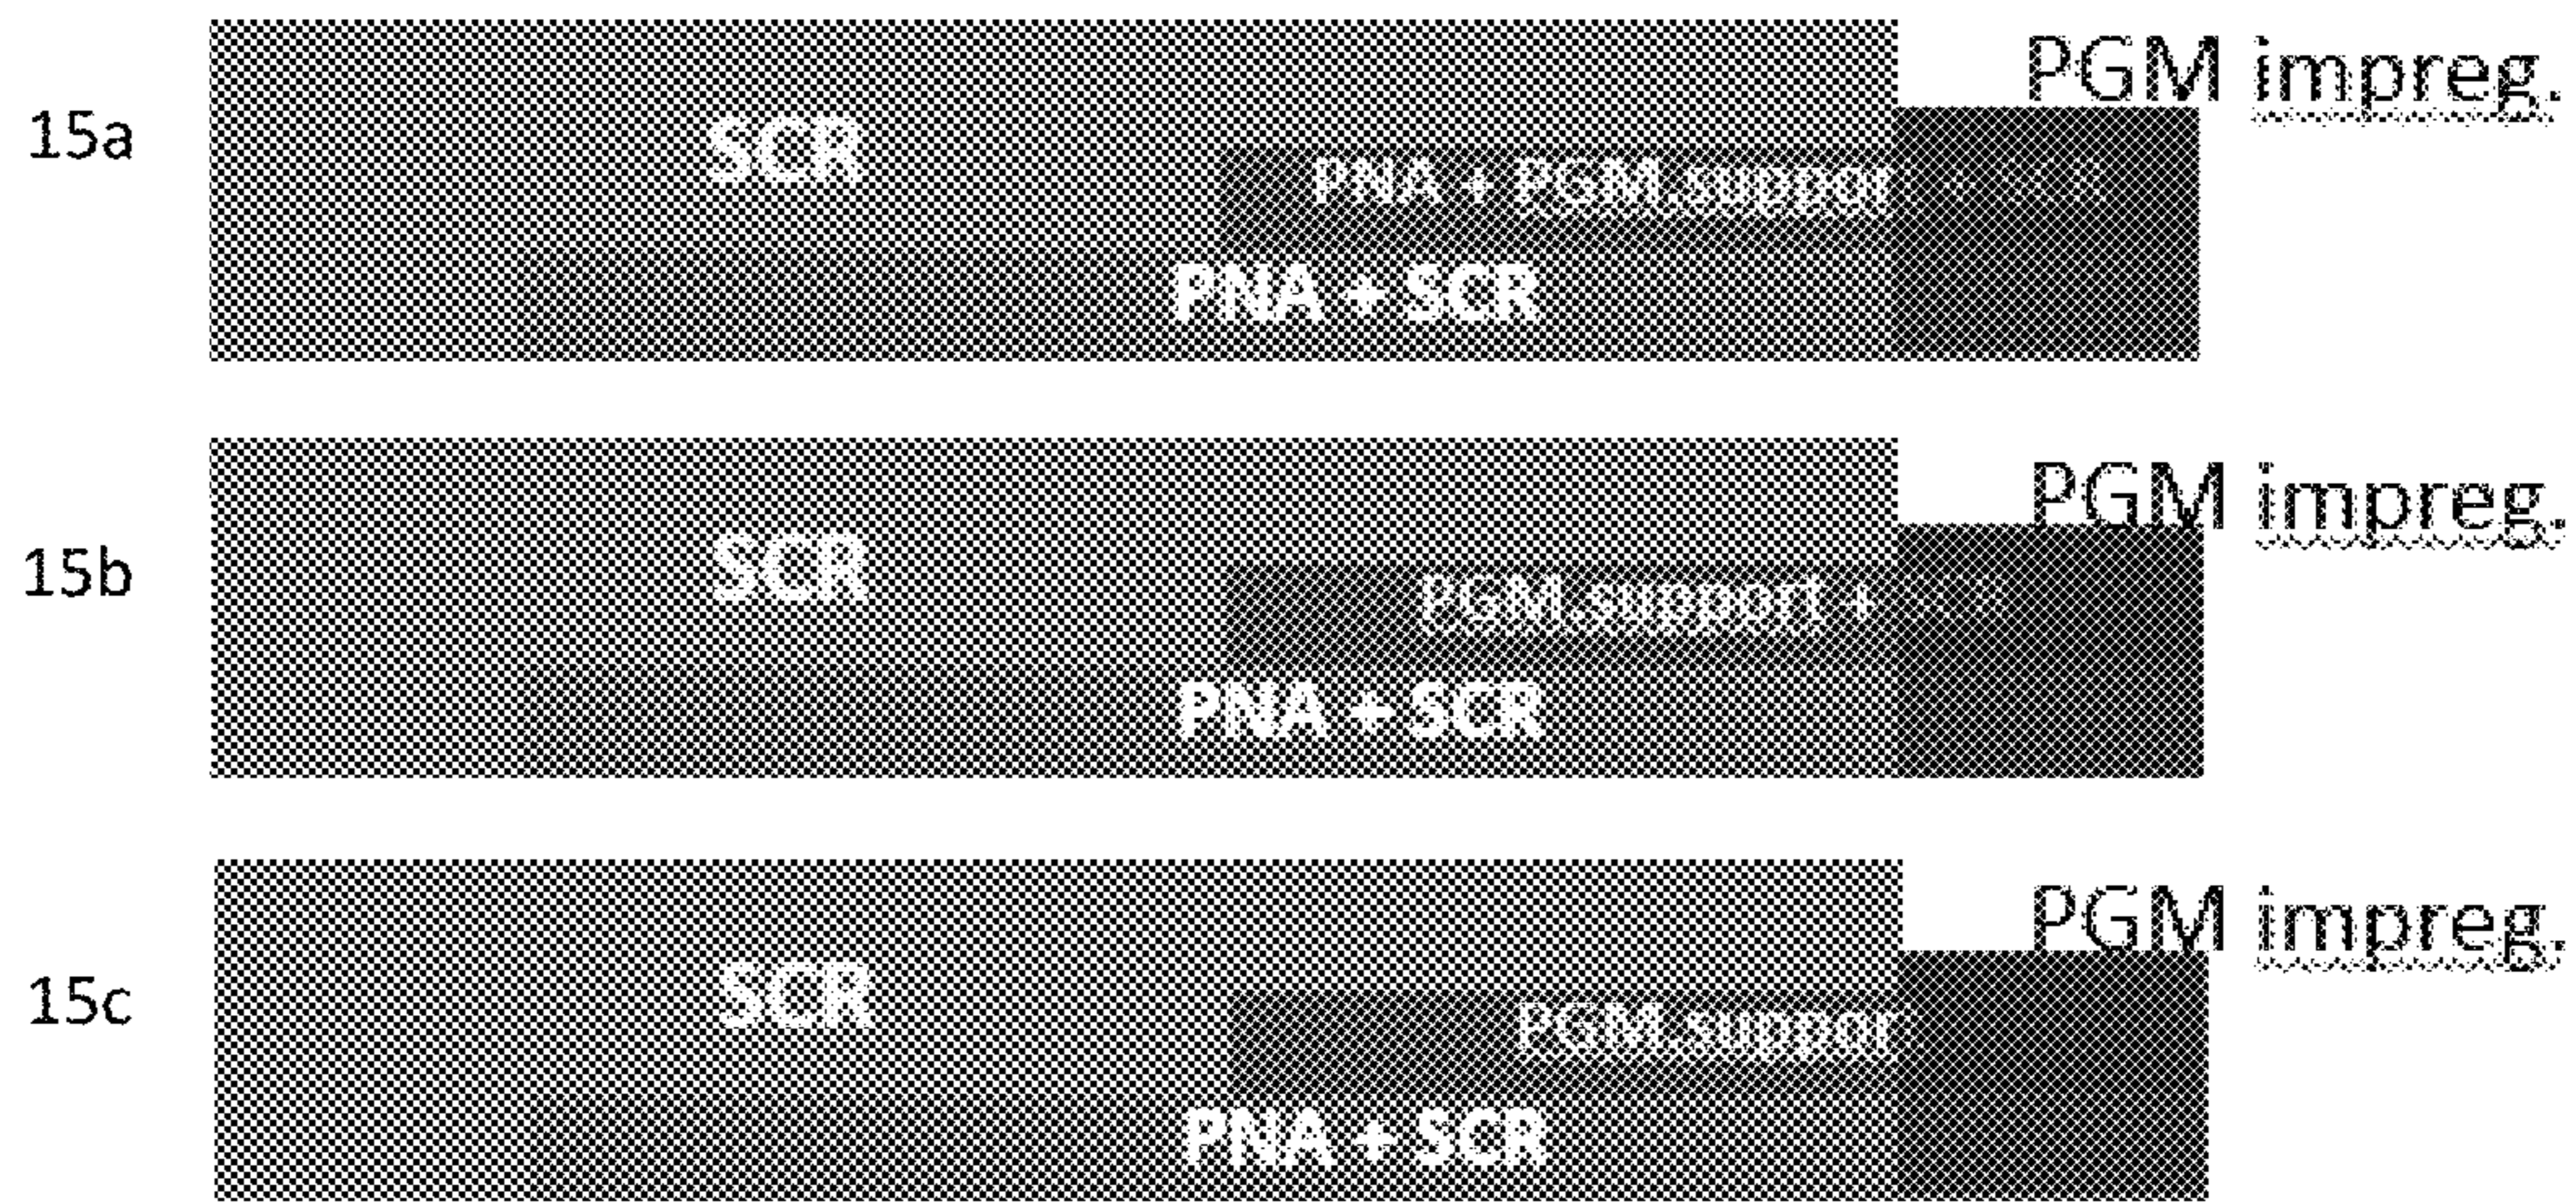 15a
PGM impreg.
SCR
PNA + PGM.suppor
PNA + SCR
15b
PGM impreg.
SCR
PGM.support +
PNA + SCR
15c
PGM impreg.
SCR
PGM.suppor
PNA + SCR